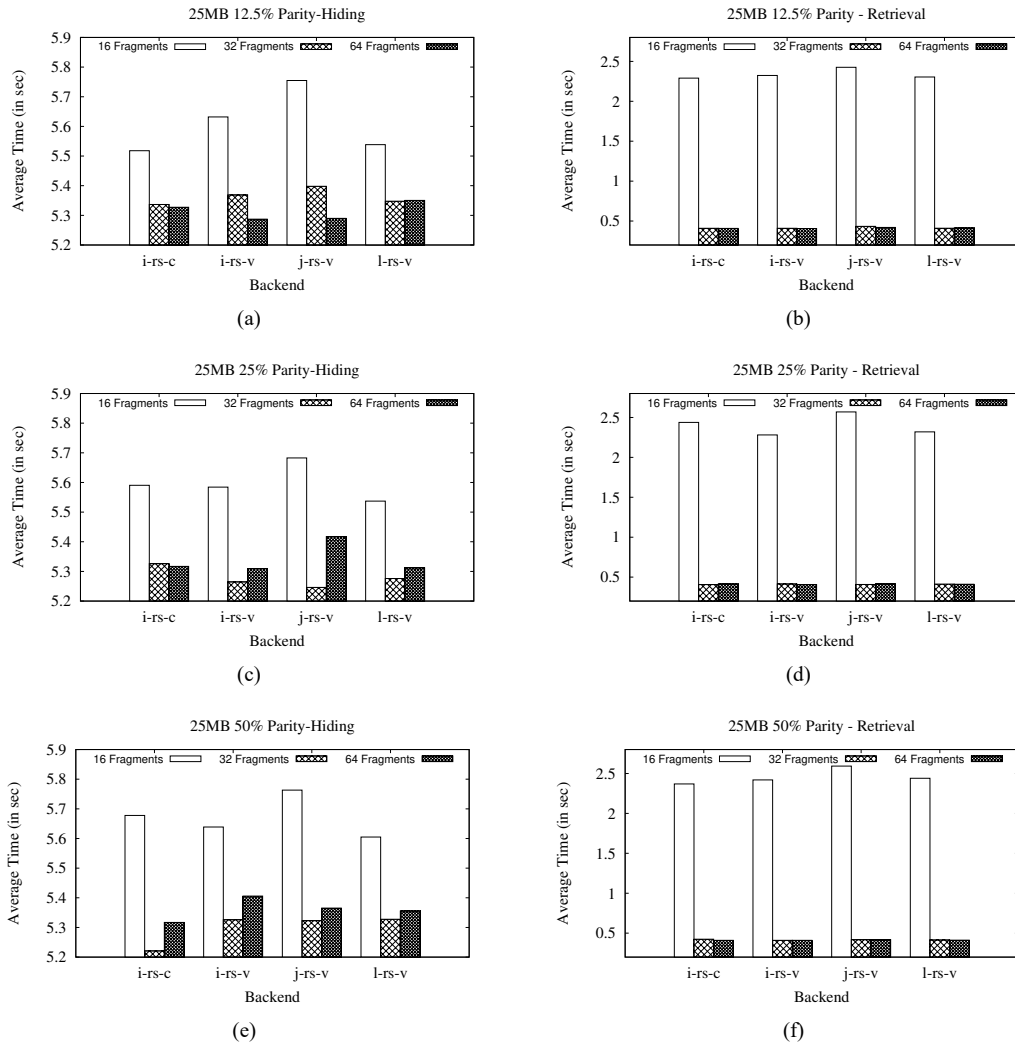 25MB 12.5% Parity-Hiding
5.9
5.8
5.7
5.6
5.5
5.4
5.3
5.2
Average Time (in sec)
16 Fragments 32 Fragments 64 Fragments
i-rs-c i-rs-v j-rs-v l-rs-v
Backend
(a)
25MB 12.5% Parity - Retrieval
2.5
2
1.5
1
0.5
Average Time (in sec)
16 Fragments 32 Fragments 64 Fragments
i-rs-c i-rs-v j-rs-v l-rs-v
Backend
(b)
25MB 25% Parity-Hiding
5.9
5.8
5.7
5.6
5.5
5.4
5.3
5.2
Average Time (in sec)
16 Fragments 32 Fragments 64 Fragments
i-rs-c i-rs-v j-rs-v l-rs-v
Backend
(c)
25MB 25% Parity - Retrieval
2.5
2
1.5
1
0.5
Average Time (in sec)
16 Fragments 32 Fragments 64 Fragments
i-rs-c i-rs-v j-rs-v l-rs-v
Backend
(d)
25MB 50% Parity-Hiding
5.9
5.8
5.7
5.6
5.5
5.4
5.3
5.2
Average Time (in sec)
16 Fragments 32 Fragments 64 Fragments
i-rs-c i-rs-v j-rs-v l-rs-v
Backend
(e)
25MB 50% Parity - Retrieval
2.5
2
1.5
1
0.5
Average Time (in sec)
16 Fragments 32 Fragments 64 Fragments
i-rs-c i-rs-v j-rs-v l-rs-v
Backend
(f)